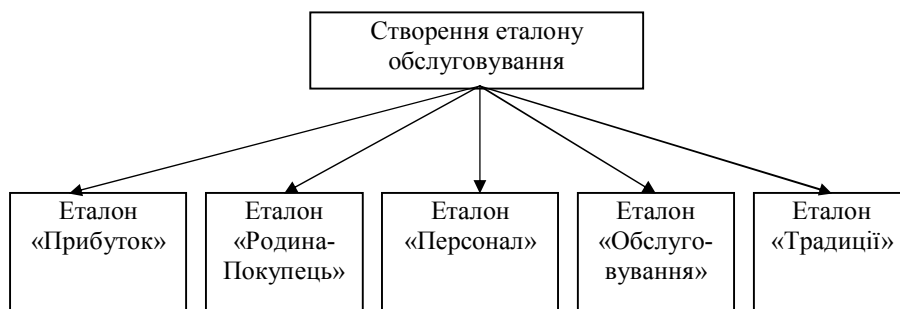 Створення еталону
обслуговування
Еталон
«Прибуток»
Еталон
«Родина-
Покупець»
Еталон
«Персонал»
Еталон
«Обслуго-
вування»
Еталон
«Традиції»